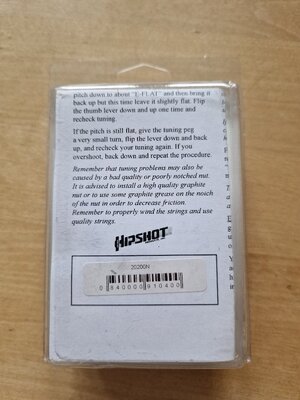 pitch down to about "E-FLAT" and then bring it
back up but this time leave it slightly flat. Flip
the thumb lever down and up one time and
recheck tuning.
If the pitch is still flat, give the tuning peg
a very small turn, flip the lever down and back
up, and recheck your tuning again. If you
overshoot, back down and repeat the procedure.
Remember that tuning problems may also be
caused by a bad quality or poorly notched nut.
It is advised to install a high quality graphite
nut or to use some graphite grease on the noach
of the nut in order to decrease friction.
Remember to properly wind the strings and use
quality strings.
HIPSHOT
20200N
0 840000 910400